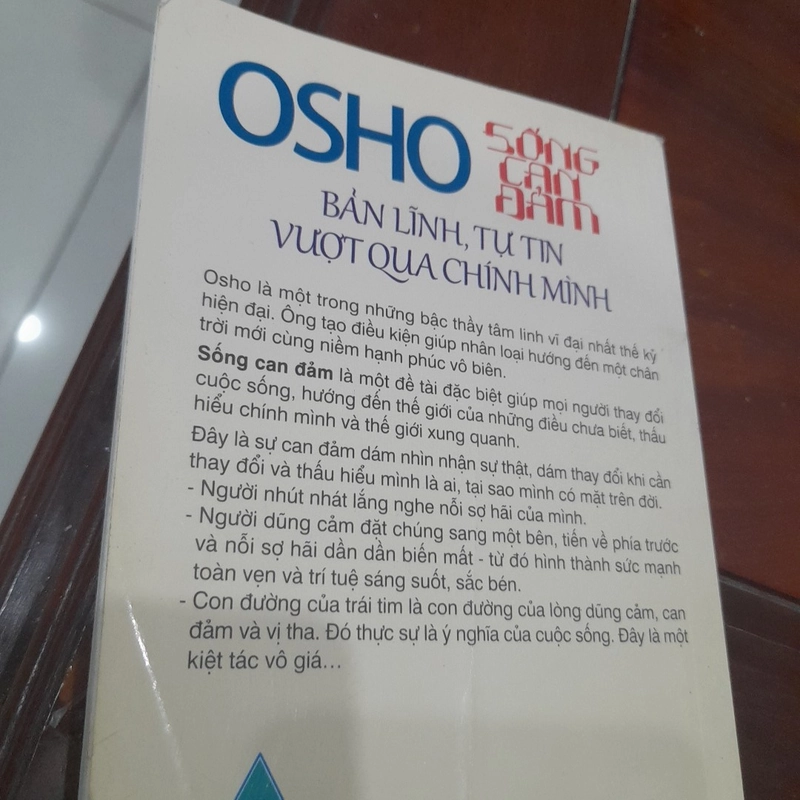 OSHO
SỐNG
CAN
ĐẢM
BẢN LĨNH, TỰ TIN
VƯỢT QUA CHÍNH MÌNH
Osho là một trong những bậc thầy tâm linh vĩ đại nhất thế kỷ
hiện đại. Ông tạo điều kiện giúp nhân loại hướng đến một chân
trời mới cùng niềm hạnh phúc vô biên.
Sống can đảm là một đề tài đặc biệt giúp mọi người thay đổi
cuộc sống, hướng đến thế giới của những điều chưa biết, thấu
hiểu chính mình và thế giới xung quanh.
Đây là sự can đảm dám nhìn nhận sự thật, dám thay đổi khi cần
thay đổi và thấu hiểu mình là ai, tại sao mình có mặt trên đời.
- Người nhút nhát lắng nghe nỗi sợ hãi của mình.
- Người dũng cảm đặt chúng sang một bên, tiến về phía trước
và nỗi sợ hãi dần dần biến mất - từ đó hình thành sức mạnh
toàn vẹn và trí tuệ sáng suốt, sắc bén.
- Con đường của trái tim là con đường của lòng dũng cảm, can
đảm và vị tha. Đó thực sự là ý nghĩa của cuộc sống. Đây là một
kiệt tác vô giá...